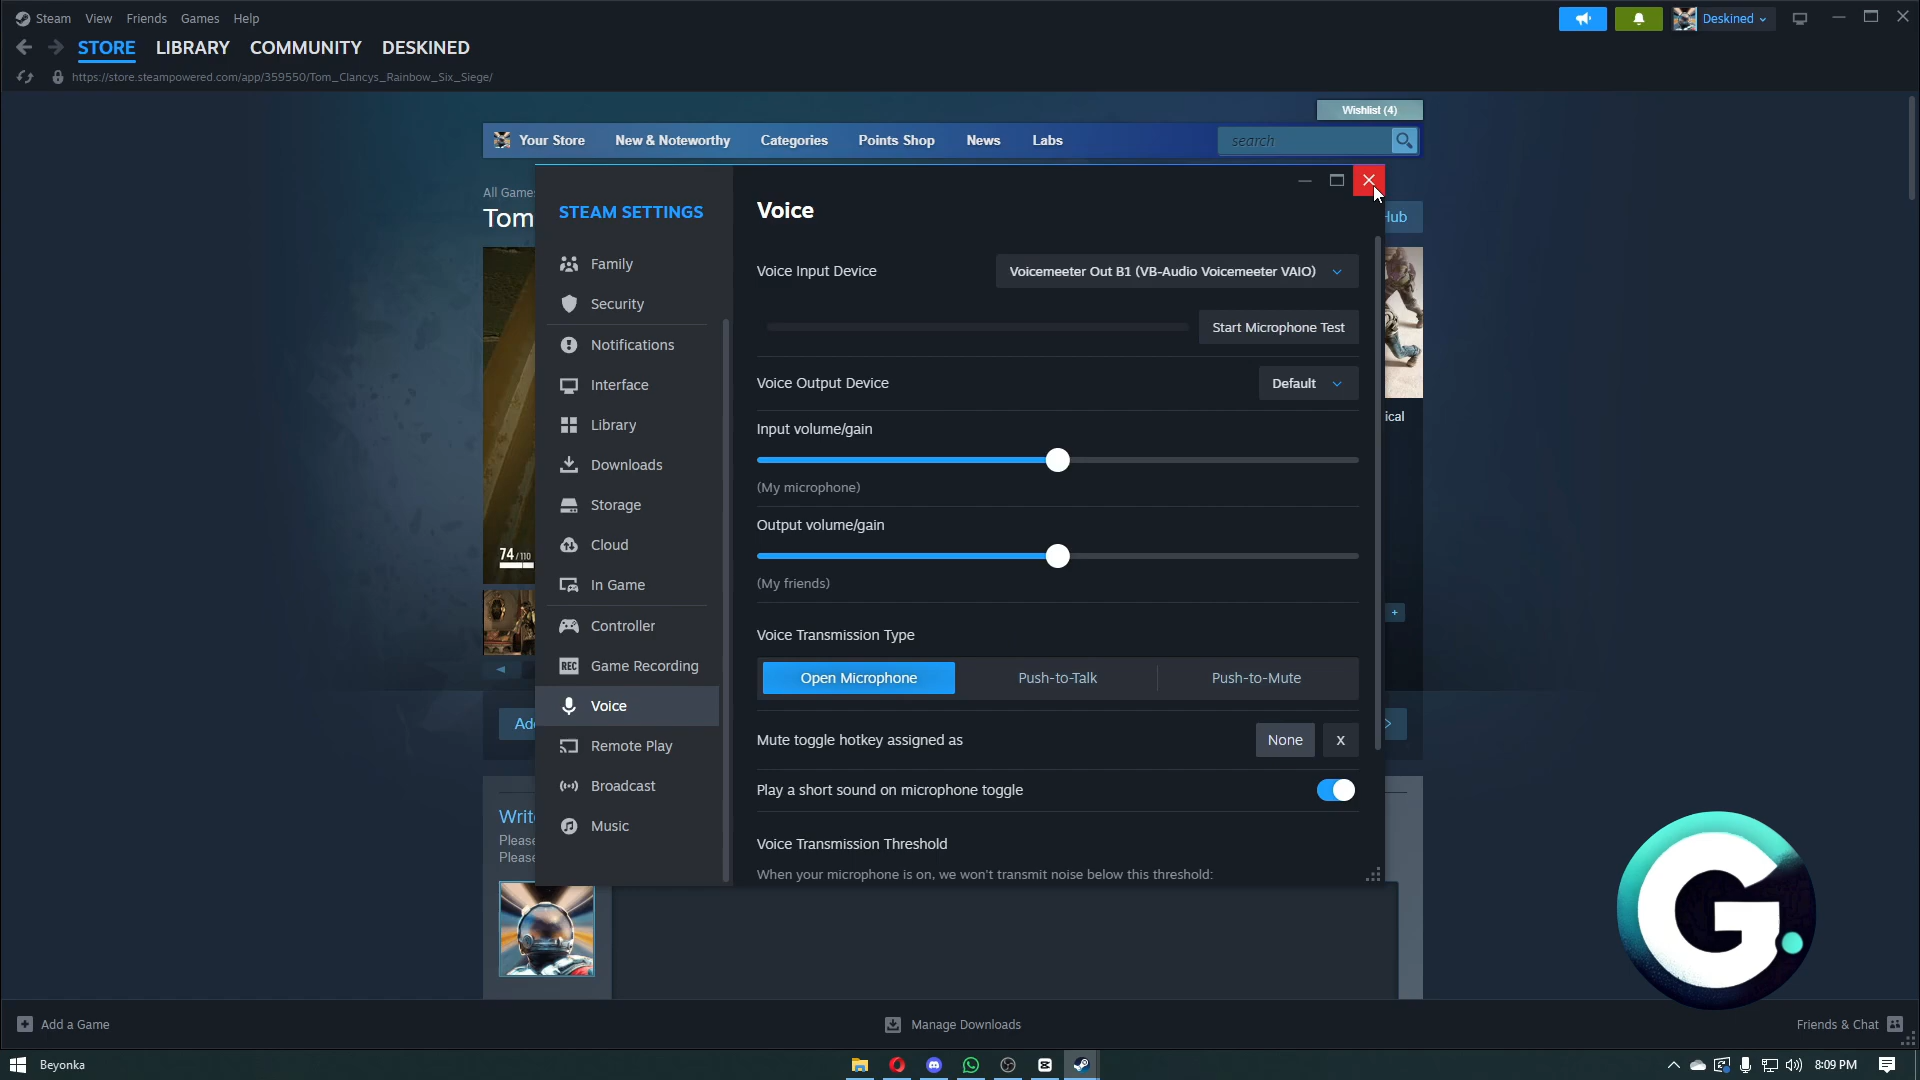 Steam View Friends Games Help
Deskined
STORE LIBRARY COMMUNITY DESKINED
https://store.steampowered.com/app/359550/Tom_Clancys_Rainbow_Six_Siege/
Wishlist (4)
Your Store New & Noteworthy Categories Points Shop News Labs search
All Game
Tom
Hub
STEAM SETTINGS
Family
Security
Notifications
Interface
Library
Downloads
Storage
Cloud
In Game
Controller
REC Game Recording
Voice
Remote Play
Broadcast
Music
Voice
Voice Input Device Voicemeeter Out B1 (VB-Audio Voicemeeter VAIO)
Start Microphone Test
Voice Output Device Default
Input volume/gain
(My microphone)
Output volume/gain
(My friends)
Voice Transmission Type
Open Microphone Push-to-Talk Push-to-Mute
Mute toggle hotkey assigned as None X
Play a short sound on microphone toggle
Voice Transmission Threshold
When your microphone is on, we won't transmit noise below this threshold:
ical
74/110
Ad
Write
Please
Please
G.
Add a Game Manage Downloads Friends & Chat
Beyonka 8:09 PM